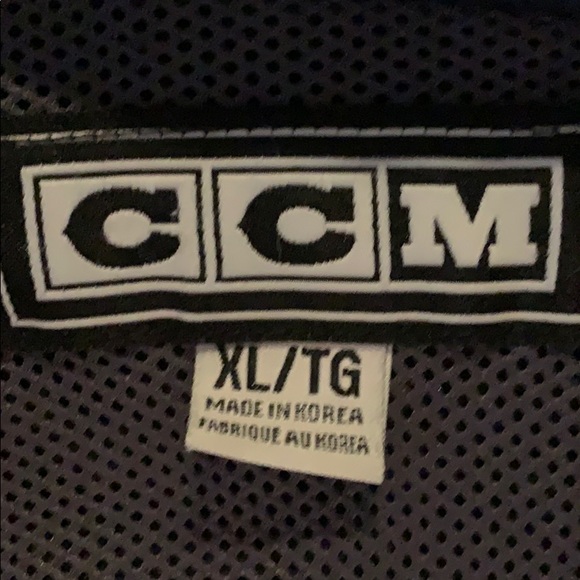 CCM
XL/TG
MADE IN KOREA
FABRIQUE AU KOREA